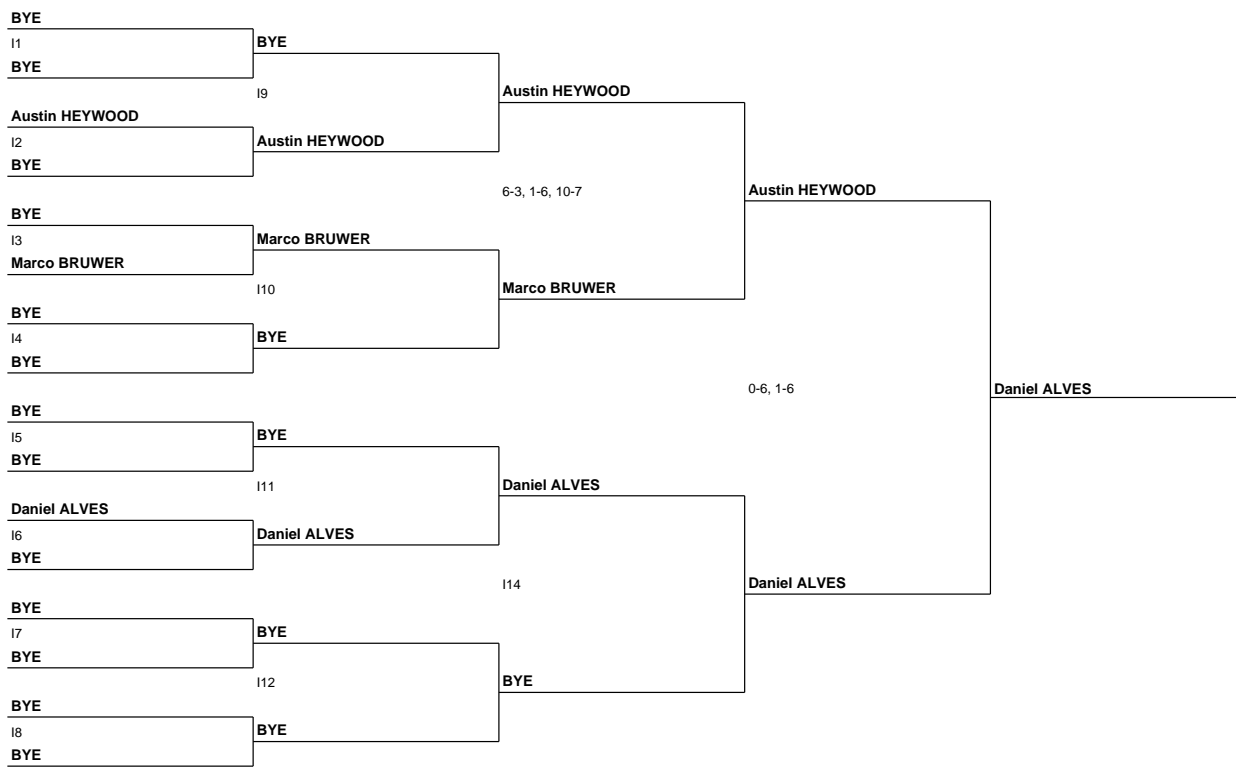 BYE
I1
BYE
BYE
I9
Austin HEYWOOD
Austin HEYWOOD
I2
Austin HEYWOOD
BYE
6-3, 1-6, 10-7
Austin HEYWOOD
BYE
I3
Marco BRUWER
Marco BRUWER
I10
Marco BRUWER
BYE
I4
BYE
BYE
0-6, 1-6
Daniel ALVES
BYE
I5
BYE
BYE
I11
Daniel ALVES
Daniel ALVES
I6
Daniel ALVES
BYE
I14
Daniel ALVES
BYE
I7
BYE
BYE
I12
BYE
BYE
I8
BYE
BYE